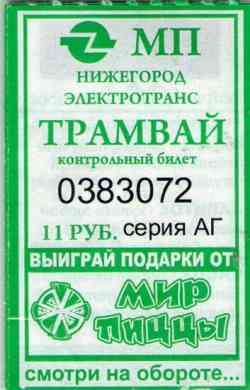 МП
НИЖЕГОРОД
ЭЛЕКТРОТРАНС
ТРАМВАЙ
контрольный билет
0383072
11 РУБ. серия АГ
ВЫИГРАЙ ПОДАРКИ ОТ
МИР
ПИЦЦЫ
смотри на обороте...